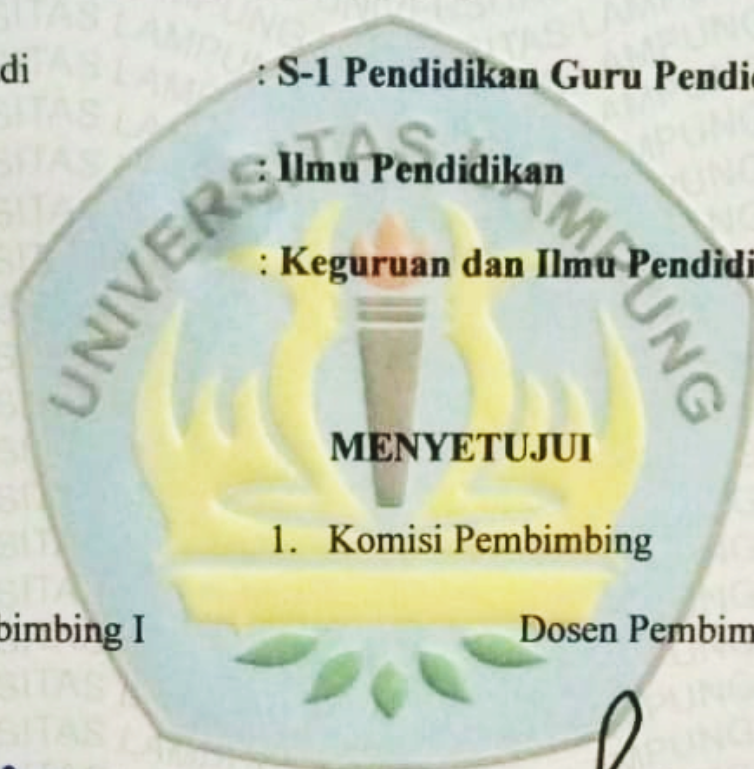 di : S-1 Pendidikan Guru Pendid
: Ilmu Pendidikan
: Keguruan dan Ilmu Pendidi
UNIVERSITAS LAMPUNG
MENYETUJUI
1. Komisi Pembimbing
bimbing I Dosen Pembim